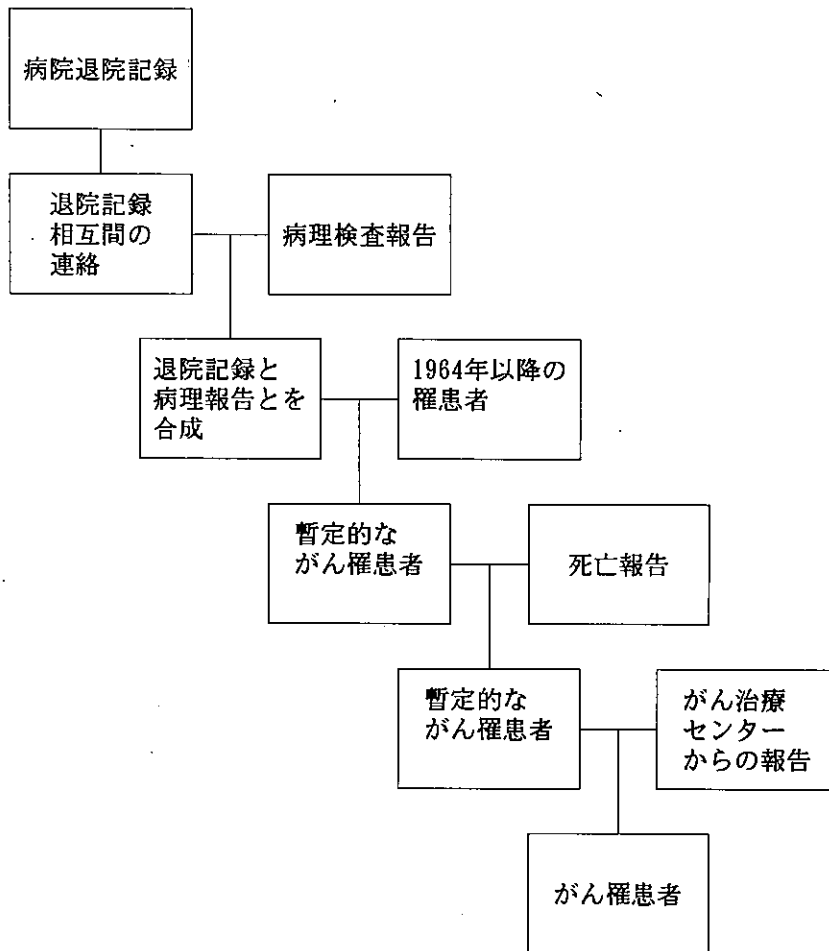 病院退院記録
退院記録
相互間の
連絡
病理検査報告
退院記録と
病理報告とを
合成
1964年以降の
罹患者
暫定的な
がん罹患者
死亡報告
暫定的な
がん罹患者
がん治療
センター
からの報告
がん罹患者